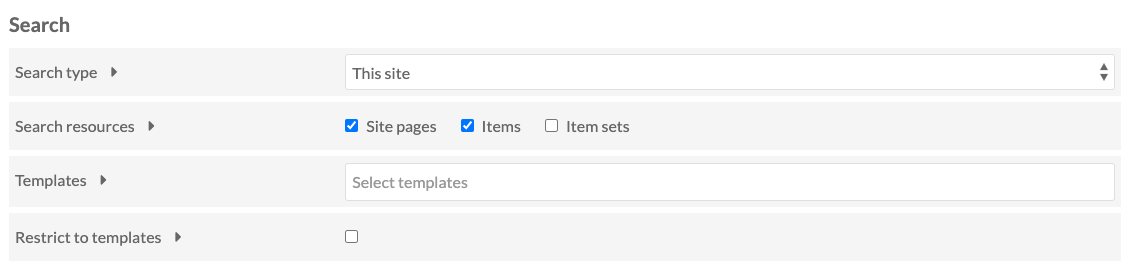 Search
Search type
This site
Search resources
Site pages Items Item sets
Templates
Select templates
Restrict to templates